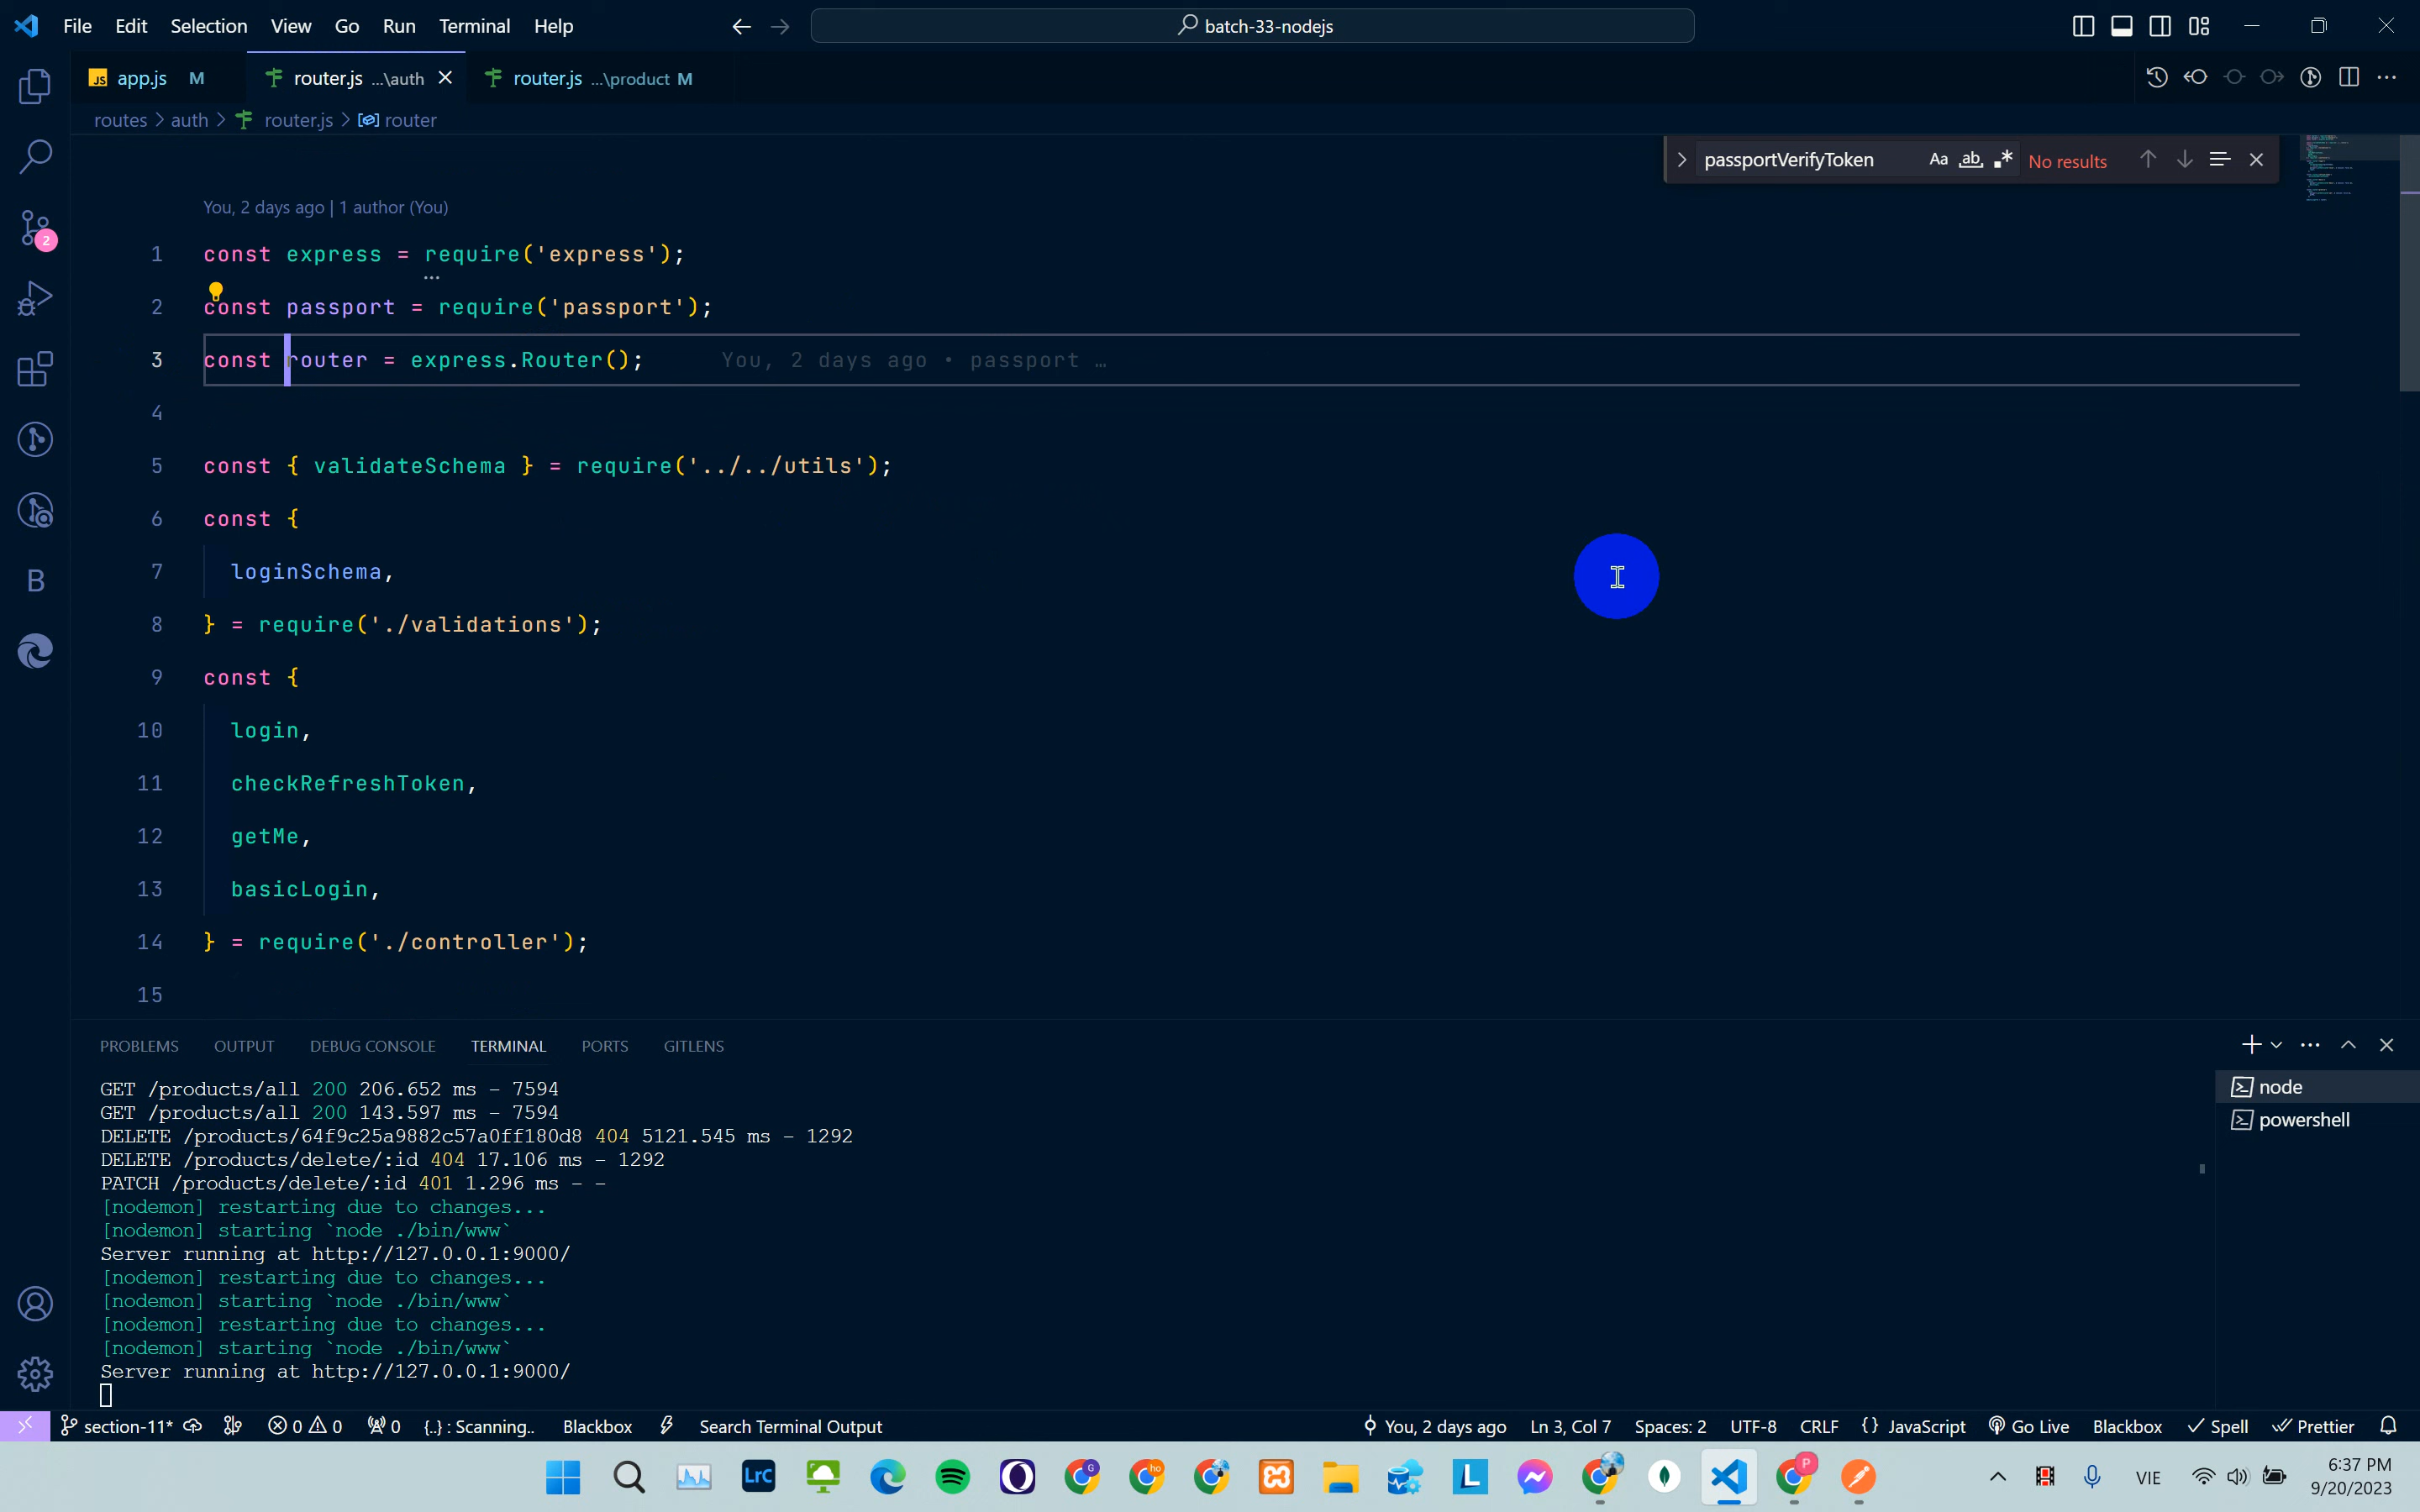 File Edit Selection View Go Run Terminal Help
batch-33-nodejs
JS app.js M
router.js ...\auth
router.js ...\product M
routes > auth > router.js > router
passportVerifyToken Aa ab No results
You, 2 days ago | 1 author (You)
1 const express = require('express');
2 const passport = require('passport');
3 const router = express.Router(); You, 2 days ago • passport …
4
5 const { validateSchema } = require('../../utils');
6 const {
7 loginSchema,
8 } = require('./validations');
9 const {
10 login,
11 checkRefreshToken,
12 getMe,
13 basicLogin,
14 } = require('./controller');
15
2
B
PROBLEMS OUTPUT DEBUG CONSOLE TERMINAL PORTS GITLENS
GET /products/all 200 206.652 ms - 7594
GET /products/all 200 143.597 ms - 7594
DELETE /products/64f9c25a9882c57a0ff180d8 404 5121.545 ms - 1292
DELETE /products/delete/:id 404 17.106 ms - 1292
PATCH /products/delete/:id 401 1.296 ms - -
[nodemon] restarting due to changes...
[nodemon] starting `node ./bin/www`
Server running at http://127.0.0.1:9000/
[nodemon] restarting due to changes...
[nodemon] starting `node ./bin/www`
[nodemon] restarting due to changes...
[nodemon] starting `node ./bin/www`
Server running at http://127.0.0.1:9000/
node
powershell
section-11* 0 0 0 {..} : Scanning.. Blackbox Search Terminal Output
You, 2 days ago Ln 3, Col 7 Spaces: 2 UTF-8 CRLF {} JavaScript Go Live Blackbox Spell Prettier
LrC
G
ho
L
P
VIE
6:37 PM
9/20/2023